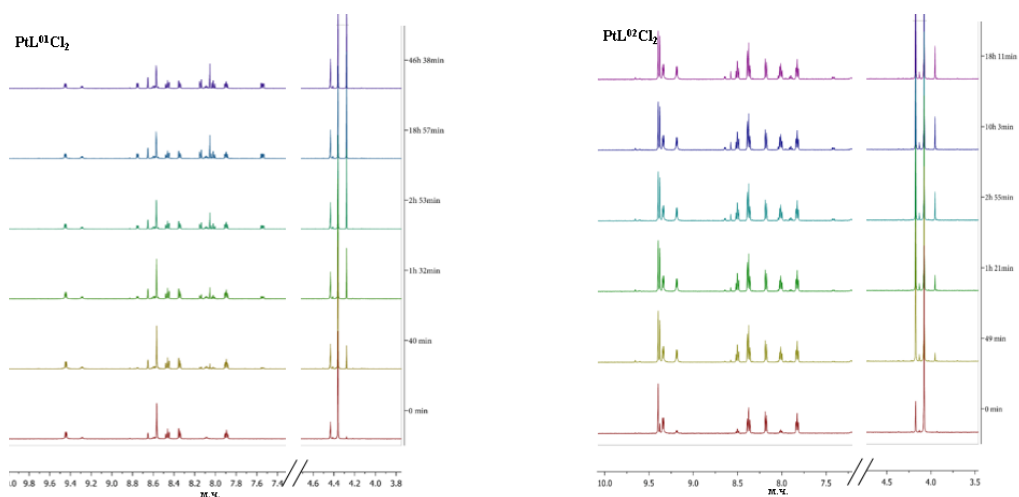 PtL⁰¹Cl₂
46h 38min
18h 57min
2h 53min
1h 32min
40 min
0 min
10.0 9.8 9.6 9.4 9.2 9.0 8.8 8.6 8.4 8.2 8.0 7.8 7.6 7.4 4.6 4.4 4.2 4.0 3.8
м.ч.
PtL⁰²Cl₂
18h 11min
10h 3min
2h 55min
1h 21min
49 min
0 min
10.0 9.5 9.0 8.5 8.0 7.5 4.5 4.0 3.5
м.ч.